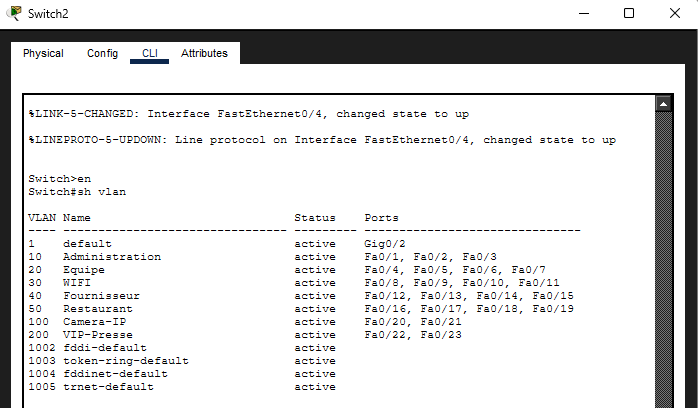 Switch2
Physical Config CLI Attributes
%LINK-5-CHANGED: Interface FastEthernet0/4, changed state to up
%LINEPROTO-5-UPDOWN: Line protocol on Interface FastEthernet0/4, changed state to up
Switch>en
Switch#sh vlan
VLAN Name                             Status    Ports
---- -------------------------------- --------- -------------------------------
1    default                          active    Gig0/2
10   Administration                   active    Fa0/1, Fa0/2, Fa0/3
20   Equipe                           active    Fa0/4, Fa0/5, Fa0/6, Fa0/7
30   WIFI                             active    Fa0/8, Fa0/9, Fa0/10, Fa0/11
40   Fournisseur                      active    Fa0/12, Fa0/13, Fa0/14, Fa0/15
50   Restaurant                       active    Fa0/16, Fa0/17, Fa0/18, Fa0/19
100  Camera-IP                        active    Fa0/20, Fa0/21
200  VIP-Presse                       active    Fa0/22, Fa0/23
1002 fddi-default                     active
1003 token-ring-default               active
1004 fddinet-default                  active
1005 trnet-default                    active